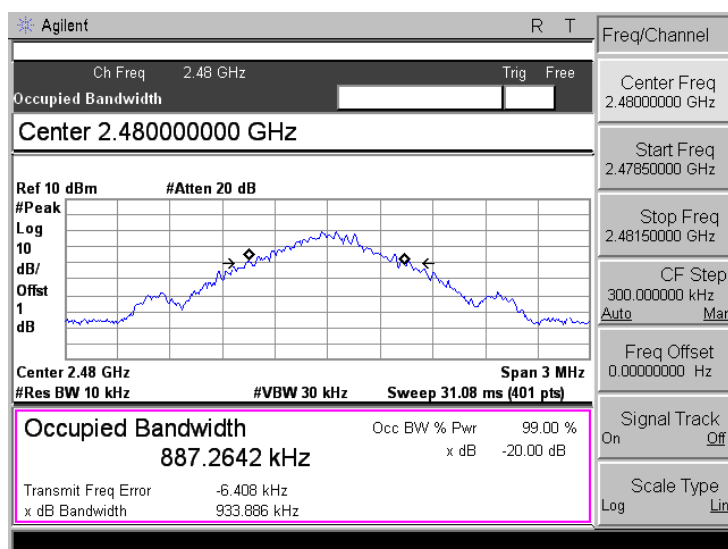 Agilent R T
Ch Freq 2.48 GHz Trig Free
Occupied Bandwidth
Center 2.480000000 GHz
Ref 10 dBm #Atten 20 dB
#Peak
Log
10
dB/
Offst
1
dB
Center 2.48 GHz Span 3 MHz
#Res BW 10 kHz #VBW 30 kHz Sweep 31.08 ms (401 pts)
Occupied Bandwidth Occ BW % Pwr 99.00 %
887.2642 kHz x dB -20.00 dB
Transmit Freq Error -6.408 kHz
x dB Bandwidth 933.886 kHz
Freq/Channel
Center Freq
2.48000000 GHz
Start Freq
2.47850000 GHz
Stop Freq
2.48150000 GHz
CF Step
300.000000 kHz
Auto Man
Freq Offset
0.00000000 Hz
Signal Track
On Off
Scale Type
Log Lin